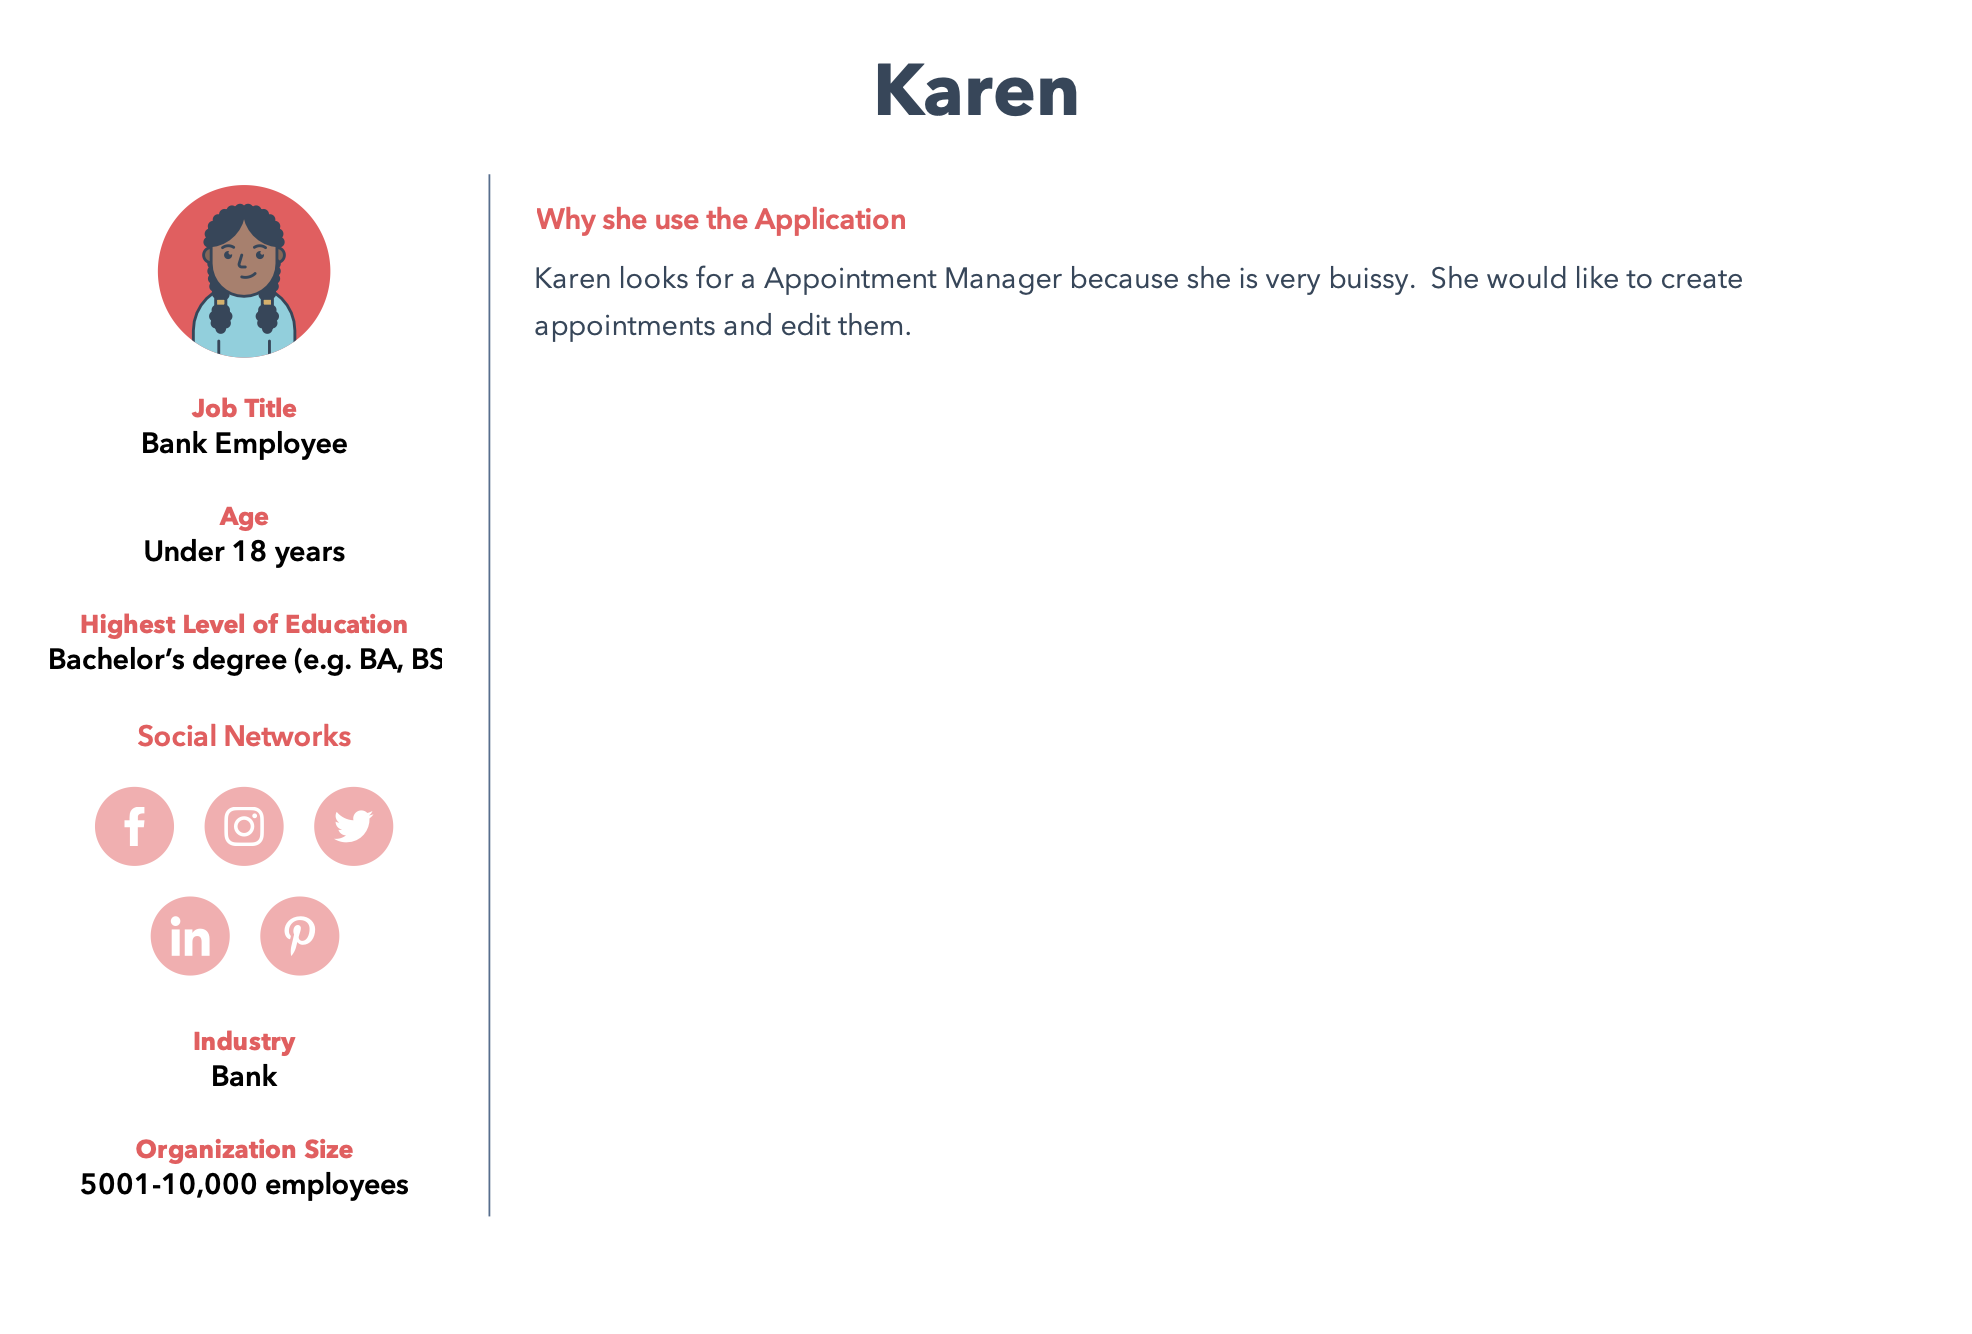 Karen
Job Title
Bank Employee
Age
Under 18 years
Highest Level of Education
Bachelor’s degree (e.g. BA, BS
Social Networks
Industry
Bank
Organization Size
5001-10,000 employees
Why she use the Application
Karen looks for a Appointment Manager because she is very buissy.  She would like to create
appointments and edit them.